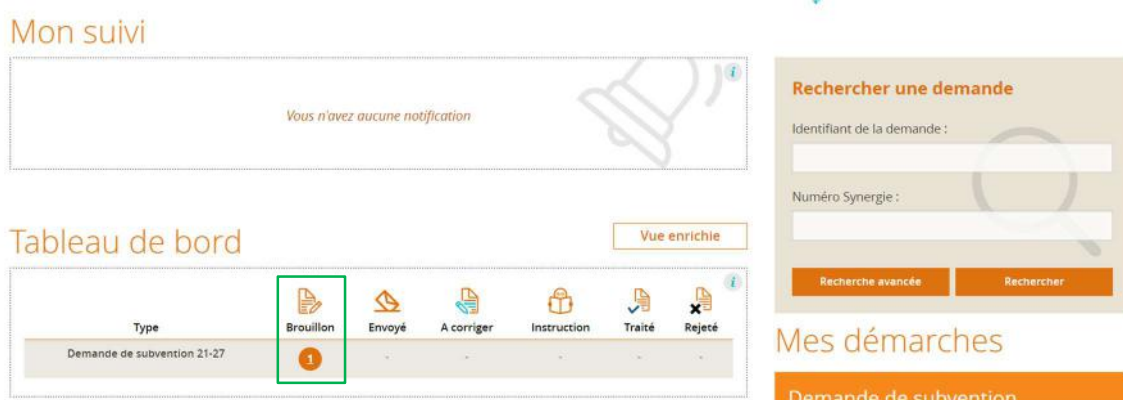 Mon suivi
Vous n'avez aucune notification
i
Tableau de bord
Vue enrichie
i
Type Brouillon Envoyé A corriger Instruction Traité Rejeté
Demande de subvention 21-27 1 - - - - -
Rechercher une demande
Identifiant de la demande :
Numéro Synergie :
Recherche avancée Rechercher
Mes démarches
Demande de subvention